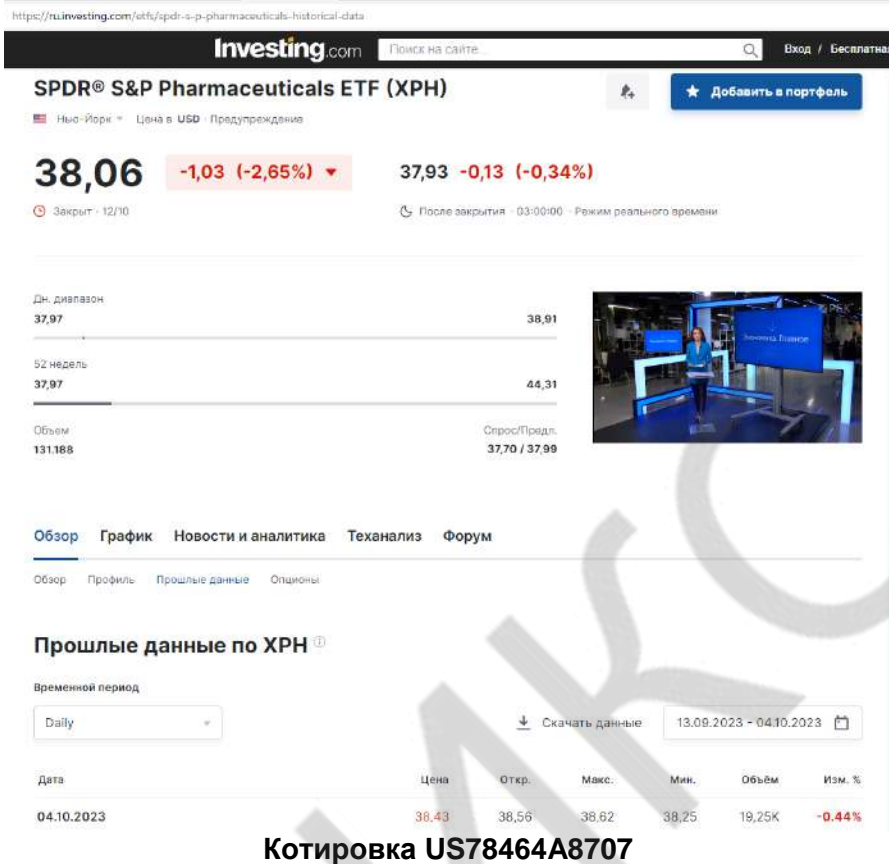 https://ru.investing.com/etfs/spdr-s-p-pharmaceuticals-historical-data
Investing.com Поиск на сайте... Вход / Бесплатная
SPDR® S&P Pharmaceuticals ETF (XPH)
Добавить в портфель
Нью-Йорк Цена в USD · Предупреждение
38,06 -1,03 (-2,65%) 37,93 -0,13 (-0,34%)
Закрыт · 12/10 После закрытия · 03:00:00 · Режим реального времени
Дн. диапазон
37,97 38,91
52 недель
37,97 44,31
Объем Спрос/Предл.
131.188 37,70 / 37,99
РБК
Экономика. Главное
Обзор График Новости и аналитика Теханализ Форум
Обзор Профиль Прошлые данные Опционы
Прошлые данные по XPH
Временной период
Daily Скачать данные 13.09.2023 - 04.10.2023
Дата Цена Откр. Макс. Мин. Объём Изм. %
04.10.2023 38,43 38,56 38,62 38,25 19,25K -0.44%
Котировка US78464A8707